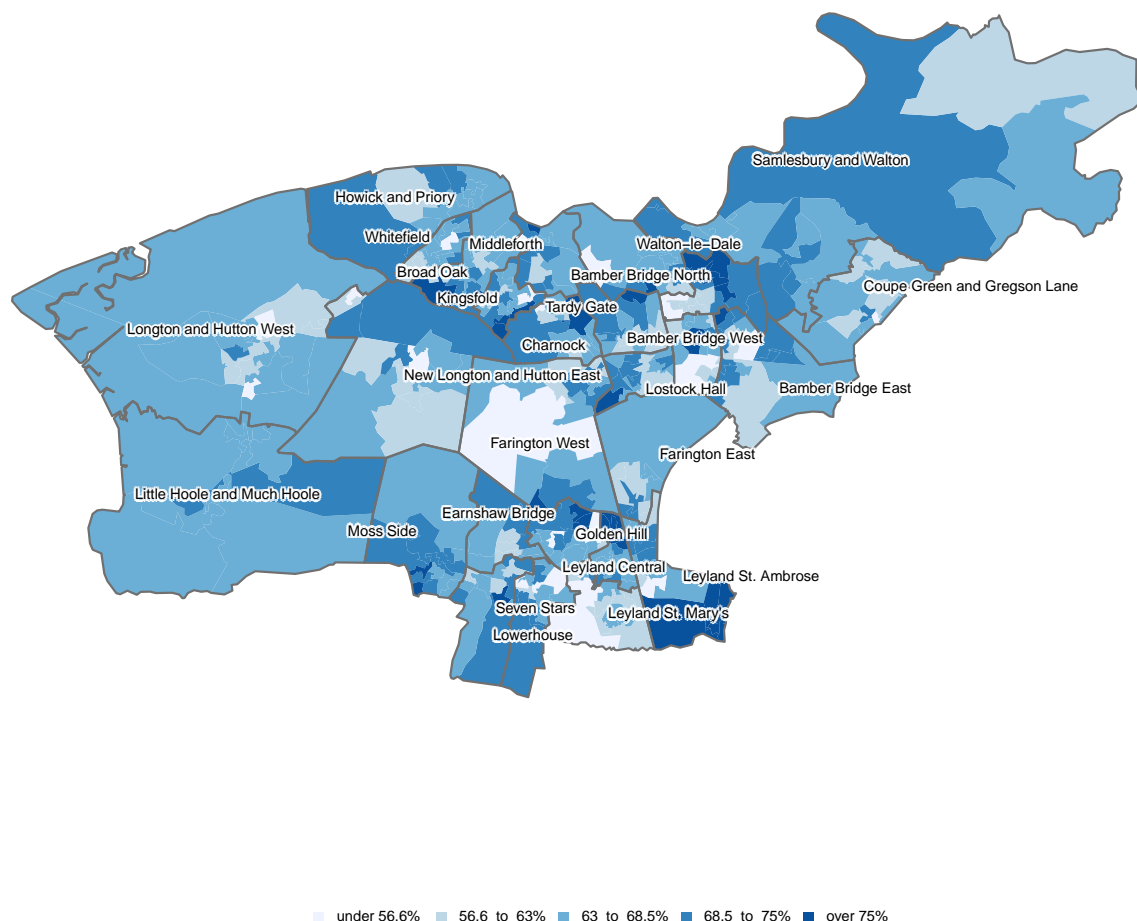 Samlesbury and Walton
Howick and Priory
Whitefield
Middleforth
Walton−le−Dale
Broad Oak
Bamber Bridge North
Coupe Green and Gregson Lane
Kingsfold
Tardy Gate
Longton and Hutton West
Charnock
Bamber Bridge West
New Longton and Hutton East
Lostock Hall
Bamber Bridge East
Farington West
Farington East
Little Hoole and Much Hoole
Earnshaw Bridge
Moss Side
Golden Hill
Leyland Central
Leyland St. Ambrose
Seven Stars
Leyland St. Mary's
Lowerhouse
under 56.6% 56.6 to 63% 63 to 68.5% 68.5 to 75% over 75%